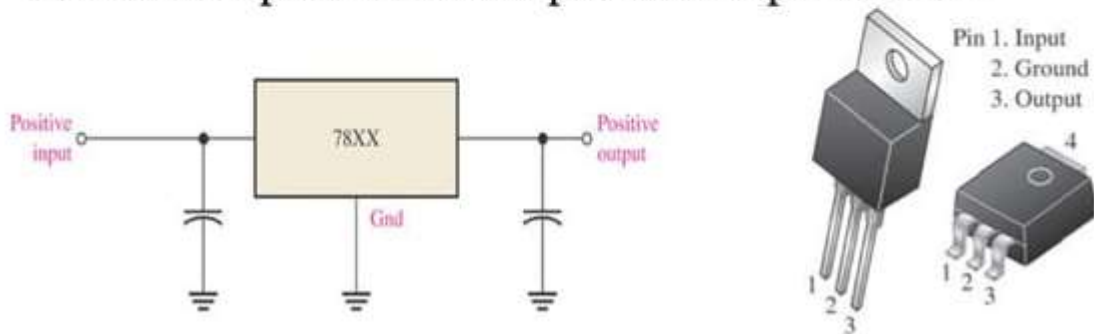 Positive
input
78XX
Gnd
Positive
output
Pin 1. Input
2. Ground
3. Output
4
1
2
3
1 2 3